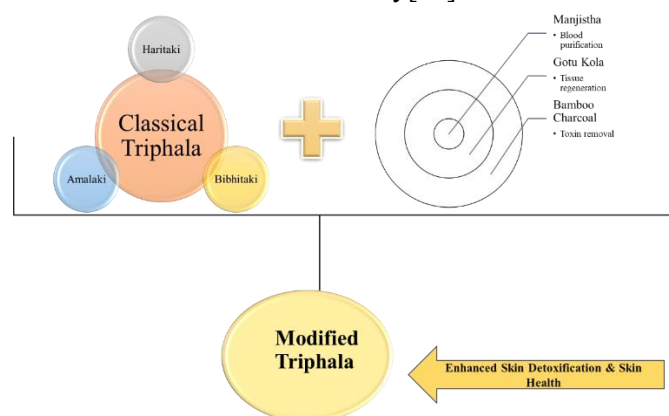 Haritaki
Classical
Triphala
Amalaki
Bibhitaki
Manjistha
• Blood
purification
Gotu Kola
• Tissue
regeneration
Bamboo
Charcoal
• Toxin removal
Modified
Triphala
Enhanced Skin Detoxification & Skin
Health